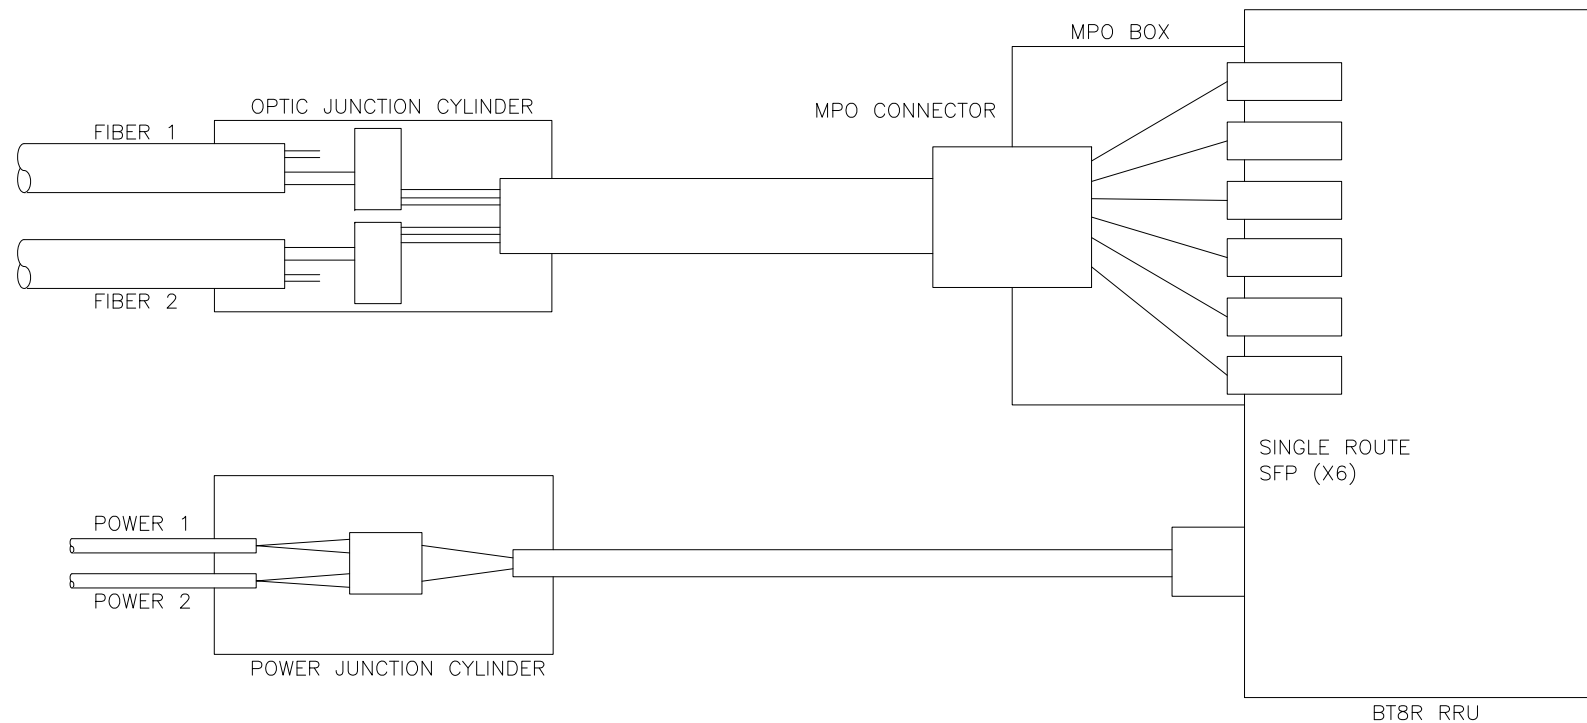 MPO BOX
OPTIC JUNCTION CYLINDER
MPO CONNECTOR
FIBER 1
FIBER 2
SINGLE ROUTE
SFP (X6)
POWER 1
POWER 2
POWER JUNCTION CYLINDER
BT8R RRU